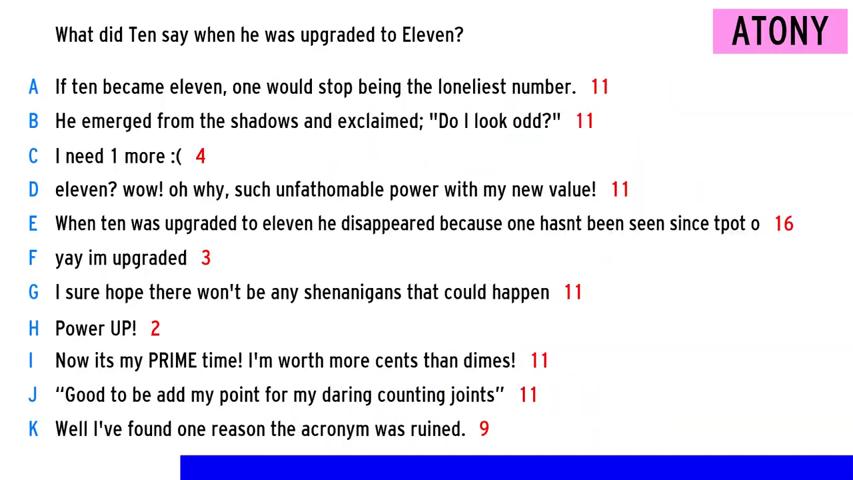 What did Ten say when he was upgraded to Eleven?
ATONY
A If ten became eleven, one would stop being the loneliest number. 11
B He emerged from the shadows and exclaimed; "Do I look odd?" 11
C I need 1 more :( 4
D eleven? wow! oh why, such unfathomable power with my new value! 11
E When ten was upgraded to eleven he disappeared because one hasnt been seen since tpot o 16
F yay im upgraded 3
G I sure hope there won't be any shenanigans that could happen 11
H Power UP! 2
I Now its my PRIME time! I'm worth more cents than dimes! 11
J “Good to be add my point for my daring counting joints” 11
K Well I've found one reason the acronym was ruined. 9